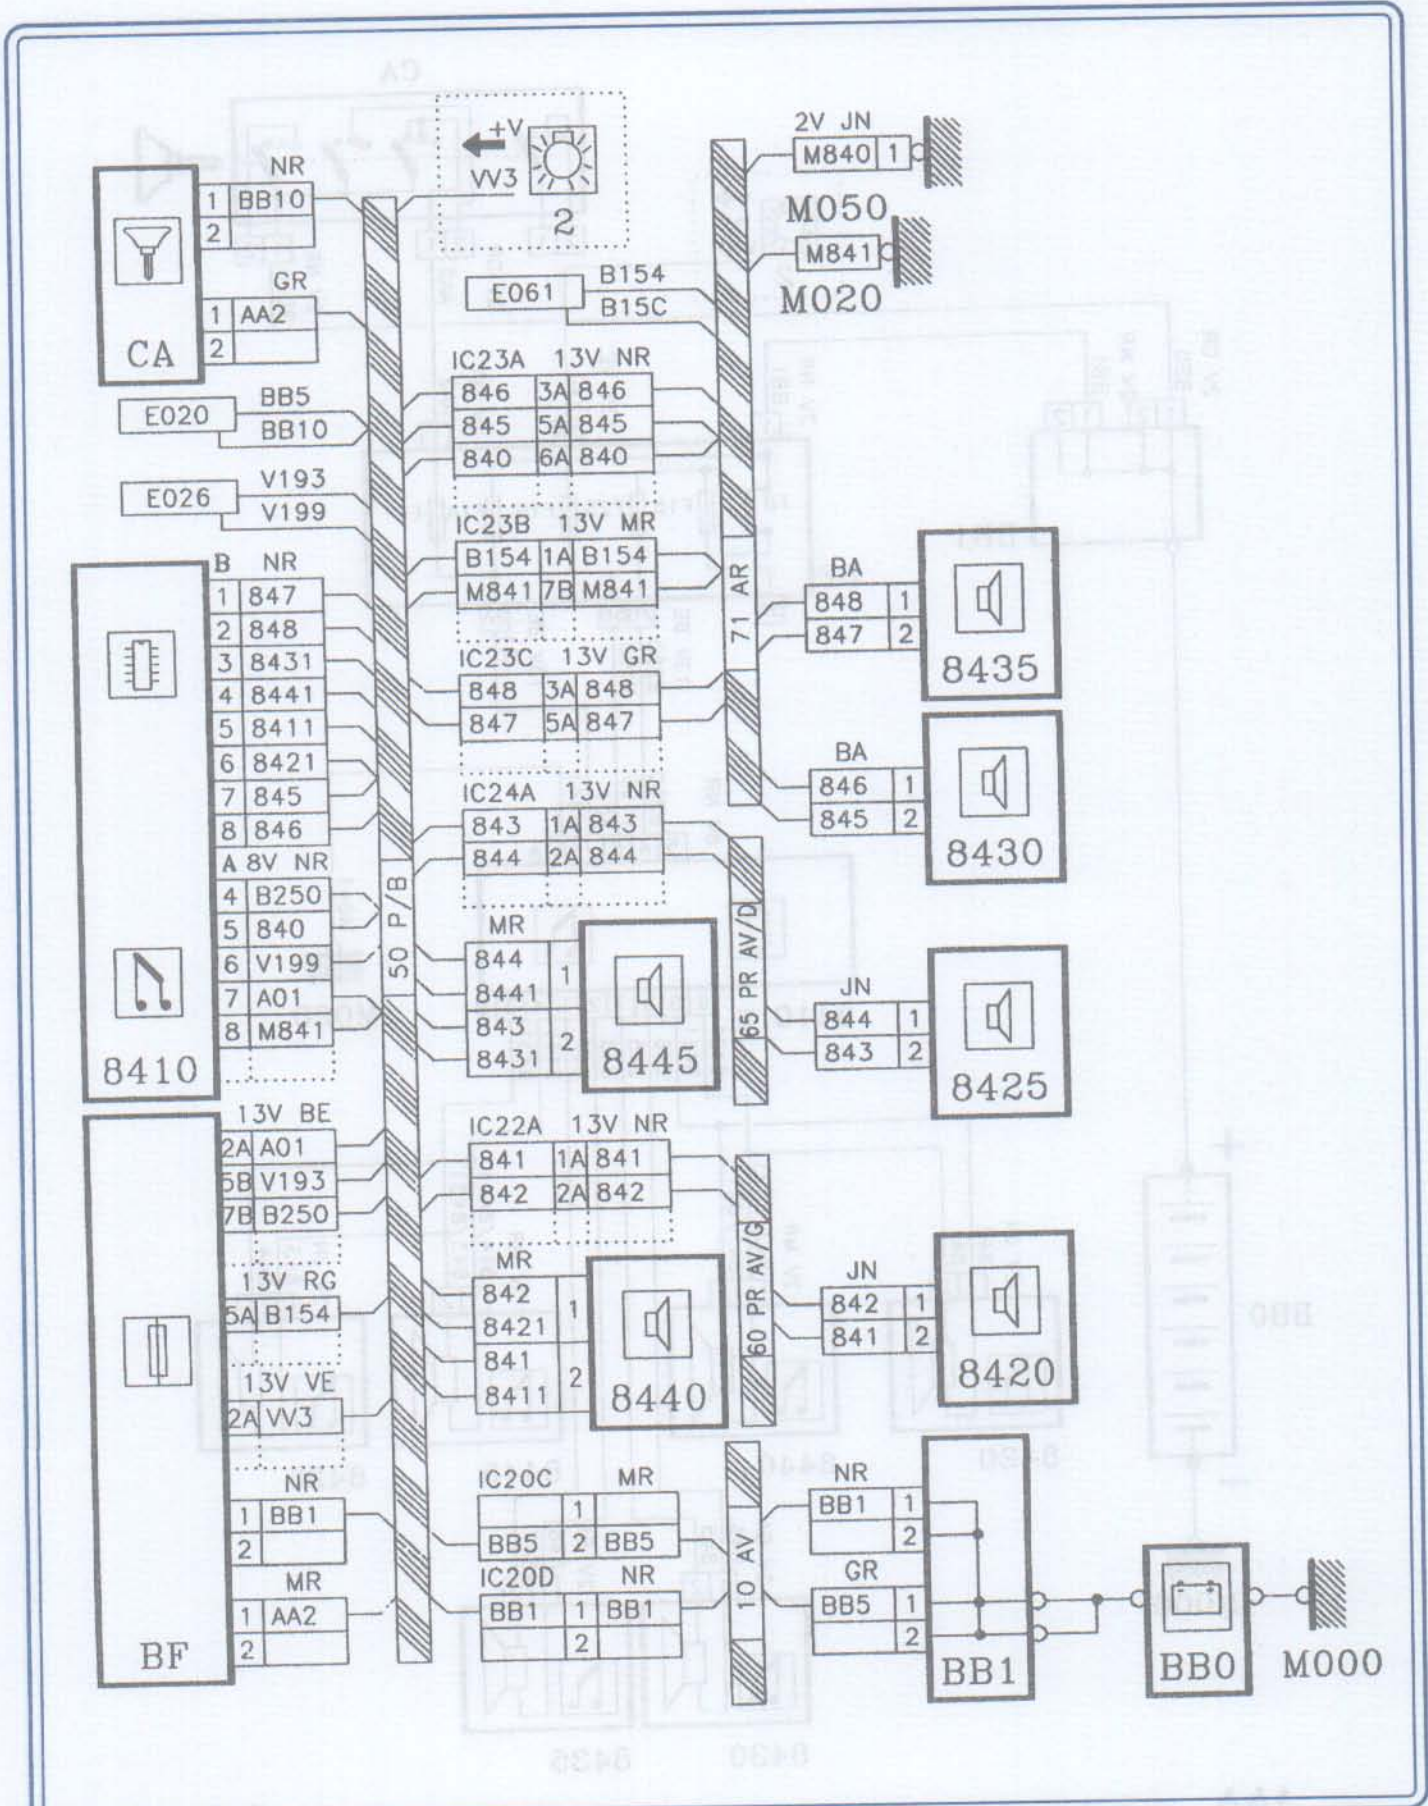 +V
VV3
2
NR
1 BB10
2
GR
1 AA2
2
CA
2V JN
M840 1
M050
M841
M020
E061
B154
B15C
E020
BB5
BB10
E026
V193
V199
IC23A 13V NR
846 3A 846
845 5A 845
840 6A 840
IC23B 13V MR
B154 1A B154
M841 7B M841
IC23C 13V GR
848 3A 848
847 5A 847
71 AR
BA
848 1
847 2
8435
BA
846 1
845 2
8430
B NR
1 847
2 848
3 8431
4 8441
5 8411
6 8421
7 845
8 846
A 8V NR
4 B250
5 840
6 V199
7 A01
8 M841
8410
50 P/B
IC24A 13V NR
843 1A 843
844 2A 844
MR
844
8441
1
843
8431
2
8445
65 PR AV/D
JN
844 1
843 2
8425
13V BE
2A A01
5B V193
7B B250
13V RG
5A B154
13V VE
2A VV3
NR
1 BB1
2
MR
1 AA2
2
BF
IC22A 13V NR
841 1A 841
842 2A 842
MR
842
8421
1
841
8411
2
8440
60 PR AV/G
JN
842 1
841 2
8420
IC20C MR
1
BB5 2 BB5
IC20D NR
BB1 1 BB1
2
10 AV
NR
BB1 1
2
GR
BB5 1
2
BB1
BB0
M000